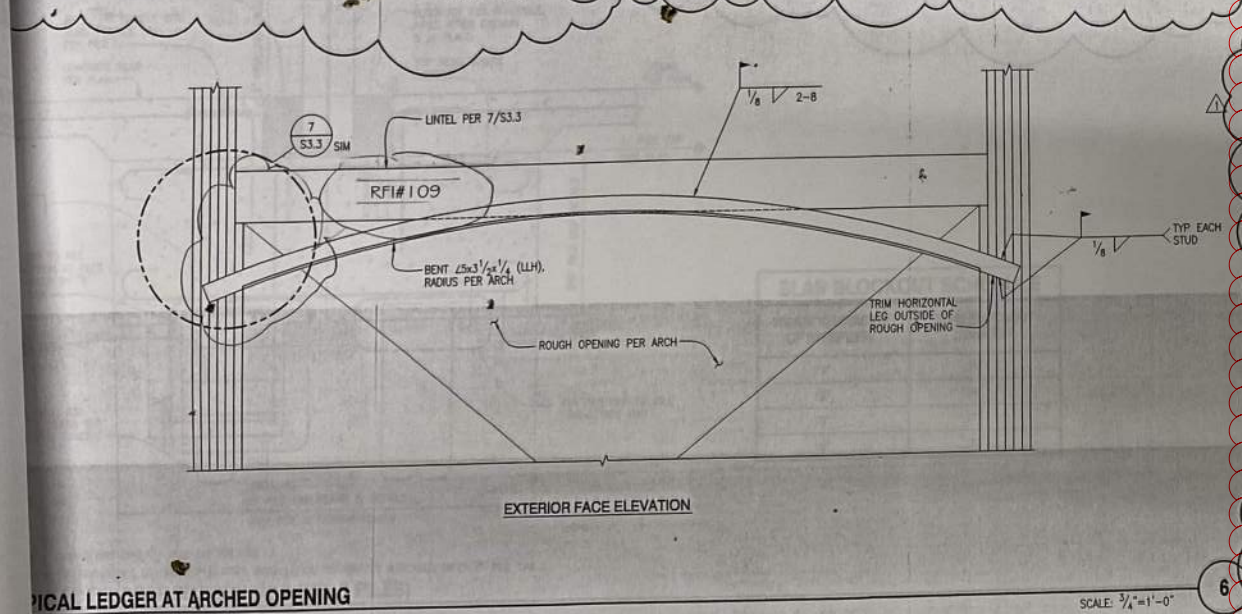 1/8 2-8
1
7
S3.3 SIM
LINTEL PER 7/S3.3
RFI#109
TYP EACH
STUD
1/8
BENT ∠5x3 1/2x1/4 (LLH),
RADIUS PER ARCH
TRIM HORIZONTAL
LEG OUTSIDE OF
ROUGH OPENING
ROUGH OPENING PER ARCH
EXTERIOR FACE ELEVATION
PICAL LEDGER AT ARCHED OPENING
SCALE: 3/4"=1'-0"
6